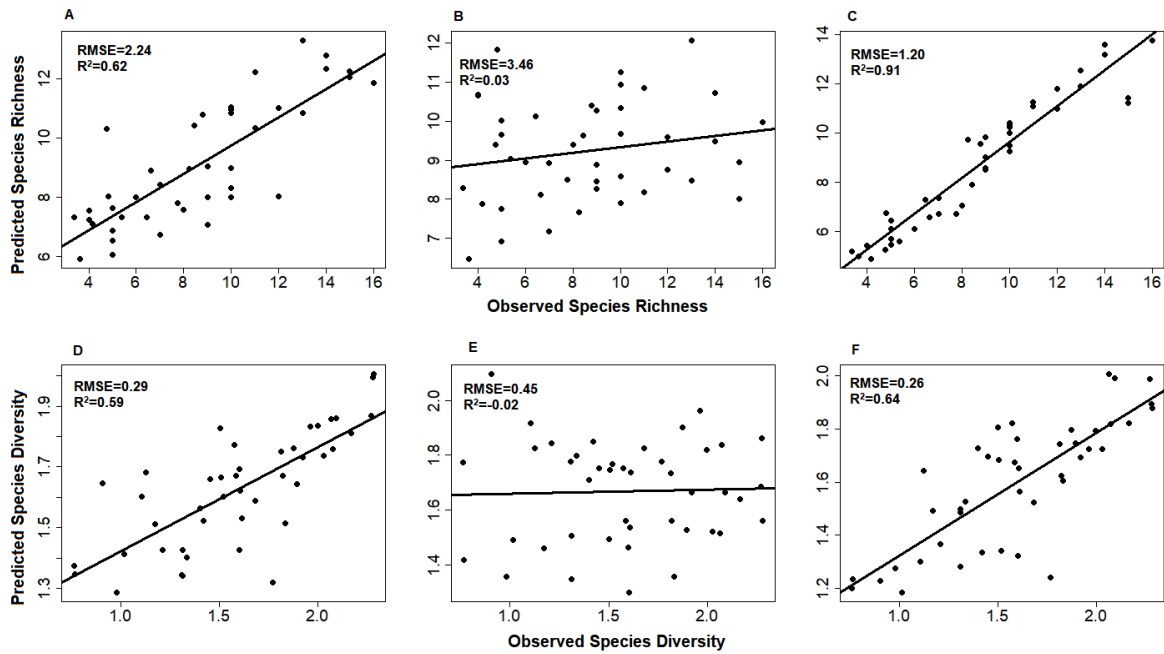 A
RMSE=2.24
R²=0.62
6 8 10 12
4 6 8 10 12 14 16
Predicted Species Richness
B
RMSE=3.46
R²=0.03
7 8 9 10 11 12
4 6 8 10 12 14 16
Observed Species Richness
C
RMSE=1.20
R²=0.91
6 8 10 12 14
4 6 8 10 12 14 16
D
RMSE=0.29
R²=0.59
1.3 1.5 1.7 1.9
1.0 1.5 2.0
Predicted Species Diversity
E
RMSE=0.45
R²=-0.02
1.4 1.6 1.8 2.0
1.0 1.5 2.0
Observed Species Diversity
F
RMSE=0.26
R²=0.64
1.2 1.4 1.6 1.8 2.0
1.0 1.5 2.0